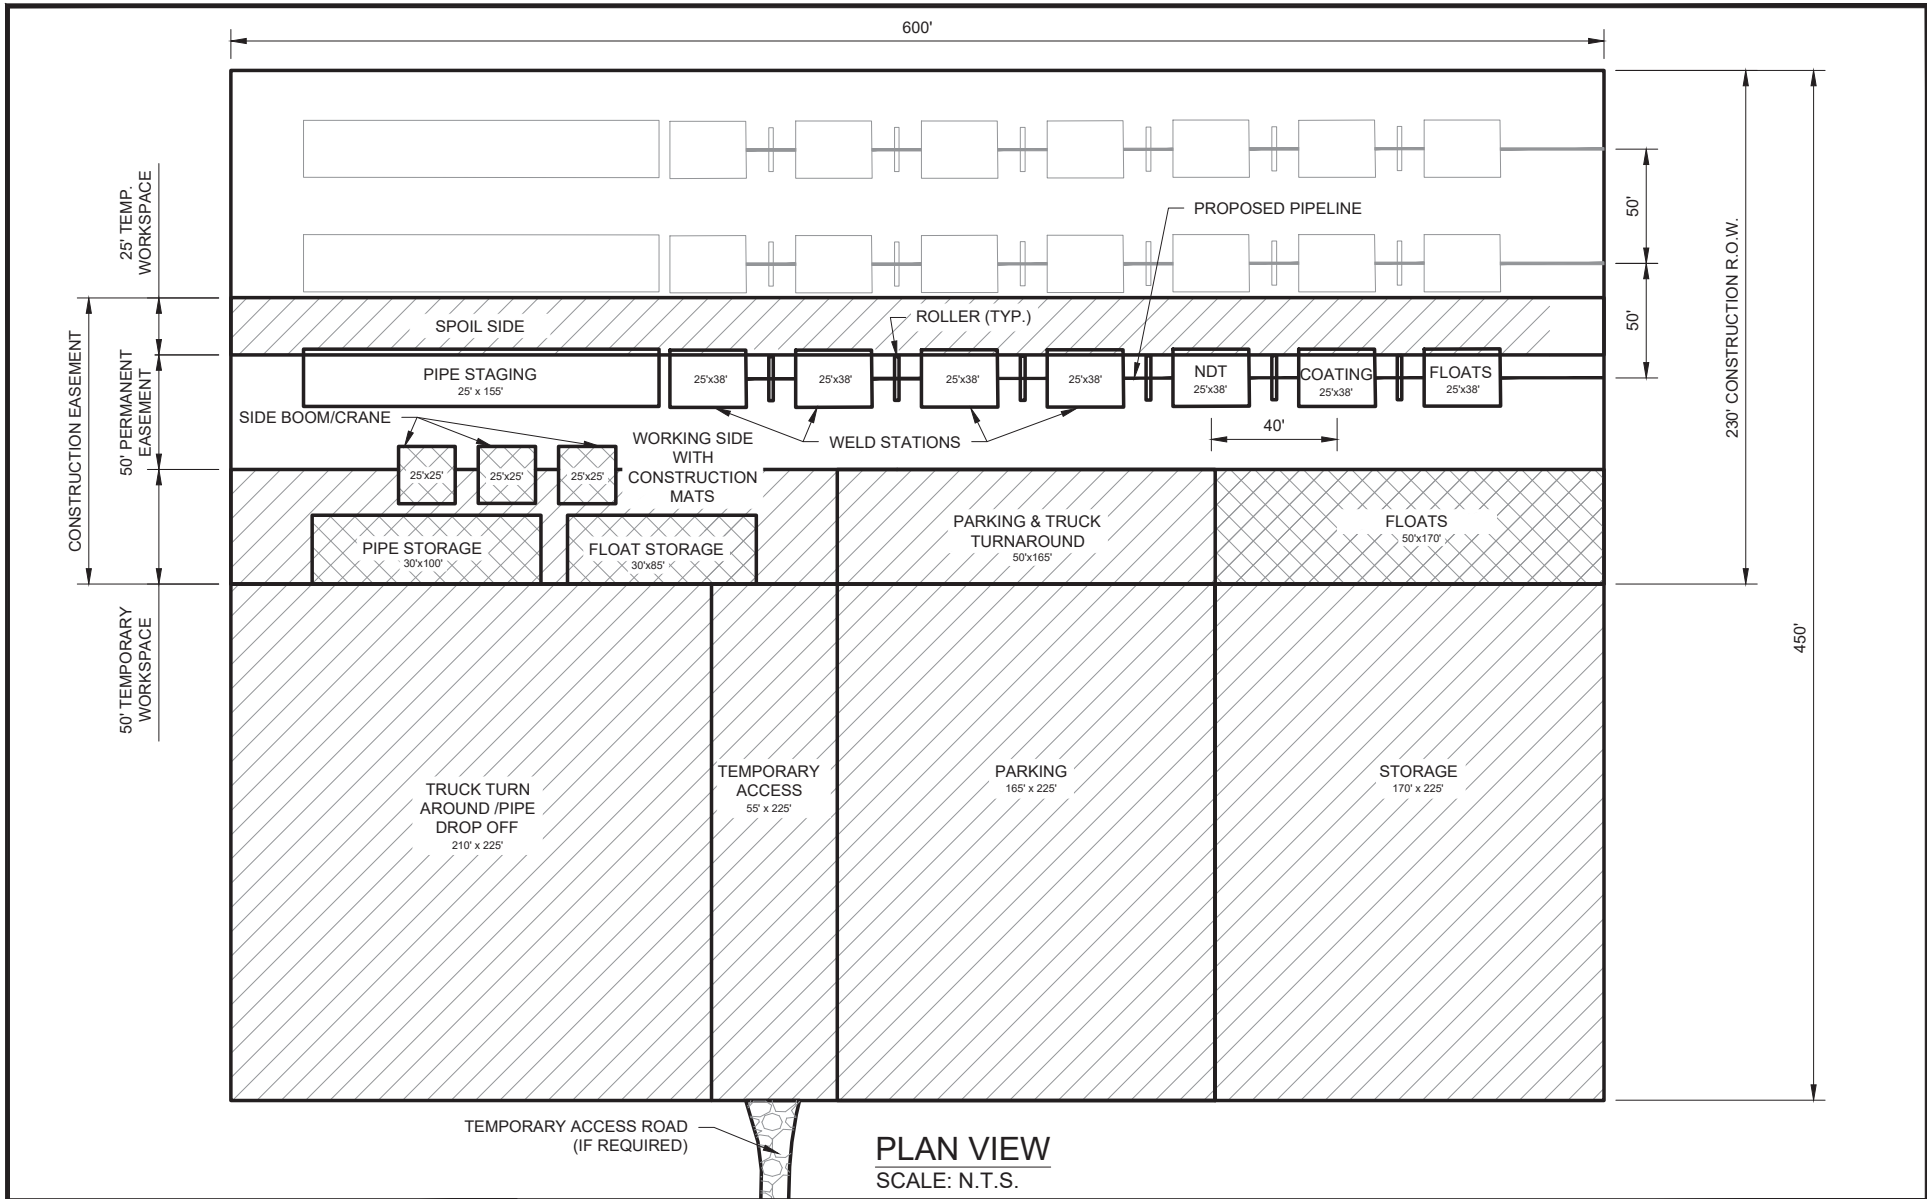 600'
25' TEMP.
WORKSPACE
50'
PROPOSED PIPELINE
230' CONSTRUCTION R.O.W.
50'
SPOIL SIDE
ROLLER (TYP.)
CONSTRUCTION EASEMENT
50' PERMANENT
EASEMENT
PIPE STAGING
25' x 155'
25'x38'
25'x38'
25'x38'
25'x38'
NDT
25'x38'
COATING
25'x38'
FLOATS
25'x38'
SIDE BOOM/CRANE
WELD STATIONS
40'
25'x25'
25'x25'
25'x25'
WORKING SIDE
WITH
CONSTRUCTION
MATS
PIPE STORAGE
30'x100'
FLOAT STORAGE
30'x85'
PARKING & TRUCK
TURNAROUND
50'x165'
FLOATS
50'x170'
50' TEMPORARY
WORKSPACE
450'
TRUCK TURN
AROUND /PIPE
DROP OFF
210' x 225'
TEMPORARY
ACCESS
55' x 225'
PARKING
165' x 225'
STORAGE
170' x 225'
TEMPORARY ACCESS ROAD
(IF REQUIRED)
PLAN VIEW
SCALE: N.T.S.